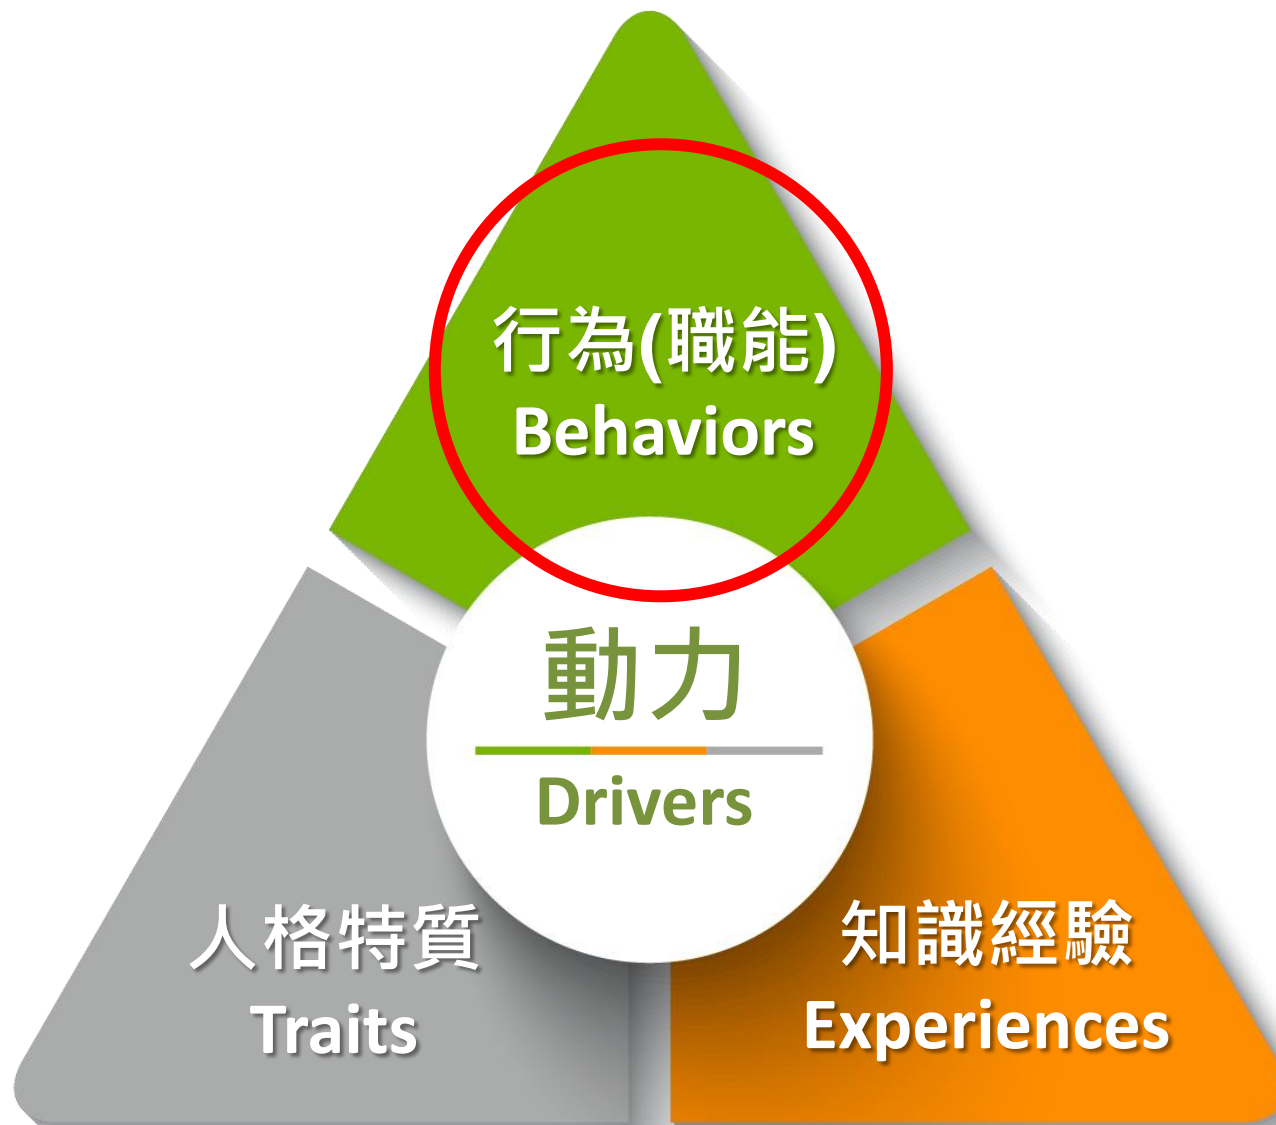 行為(職能)
Behaviors
動力
Drivers
人格特質
Traits
知識經驗
Experiences